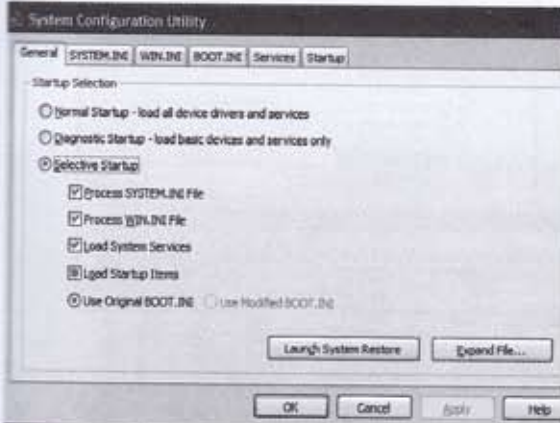 System Configuration Utility
General SYSTEM.INI WIN.INI BOOT.INI Services Startup
Startup Selection
Normal Startup - load all device drivers and services
Diagnostic Startup - load basic devices and services only
Selective Startup
Process SYSTEM.INI File
Process WIN.INI File
Load System Services
Load Startup Items
Use Original BOOT.INI Use Modified BOOT.INI
Launch System Restore Expand File...
OK Cancel Apply Help